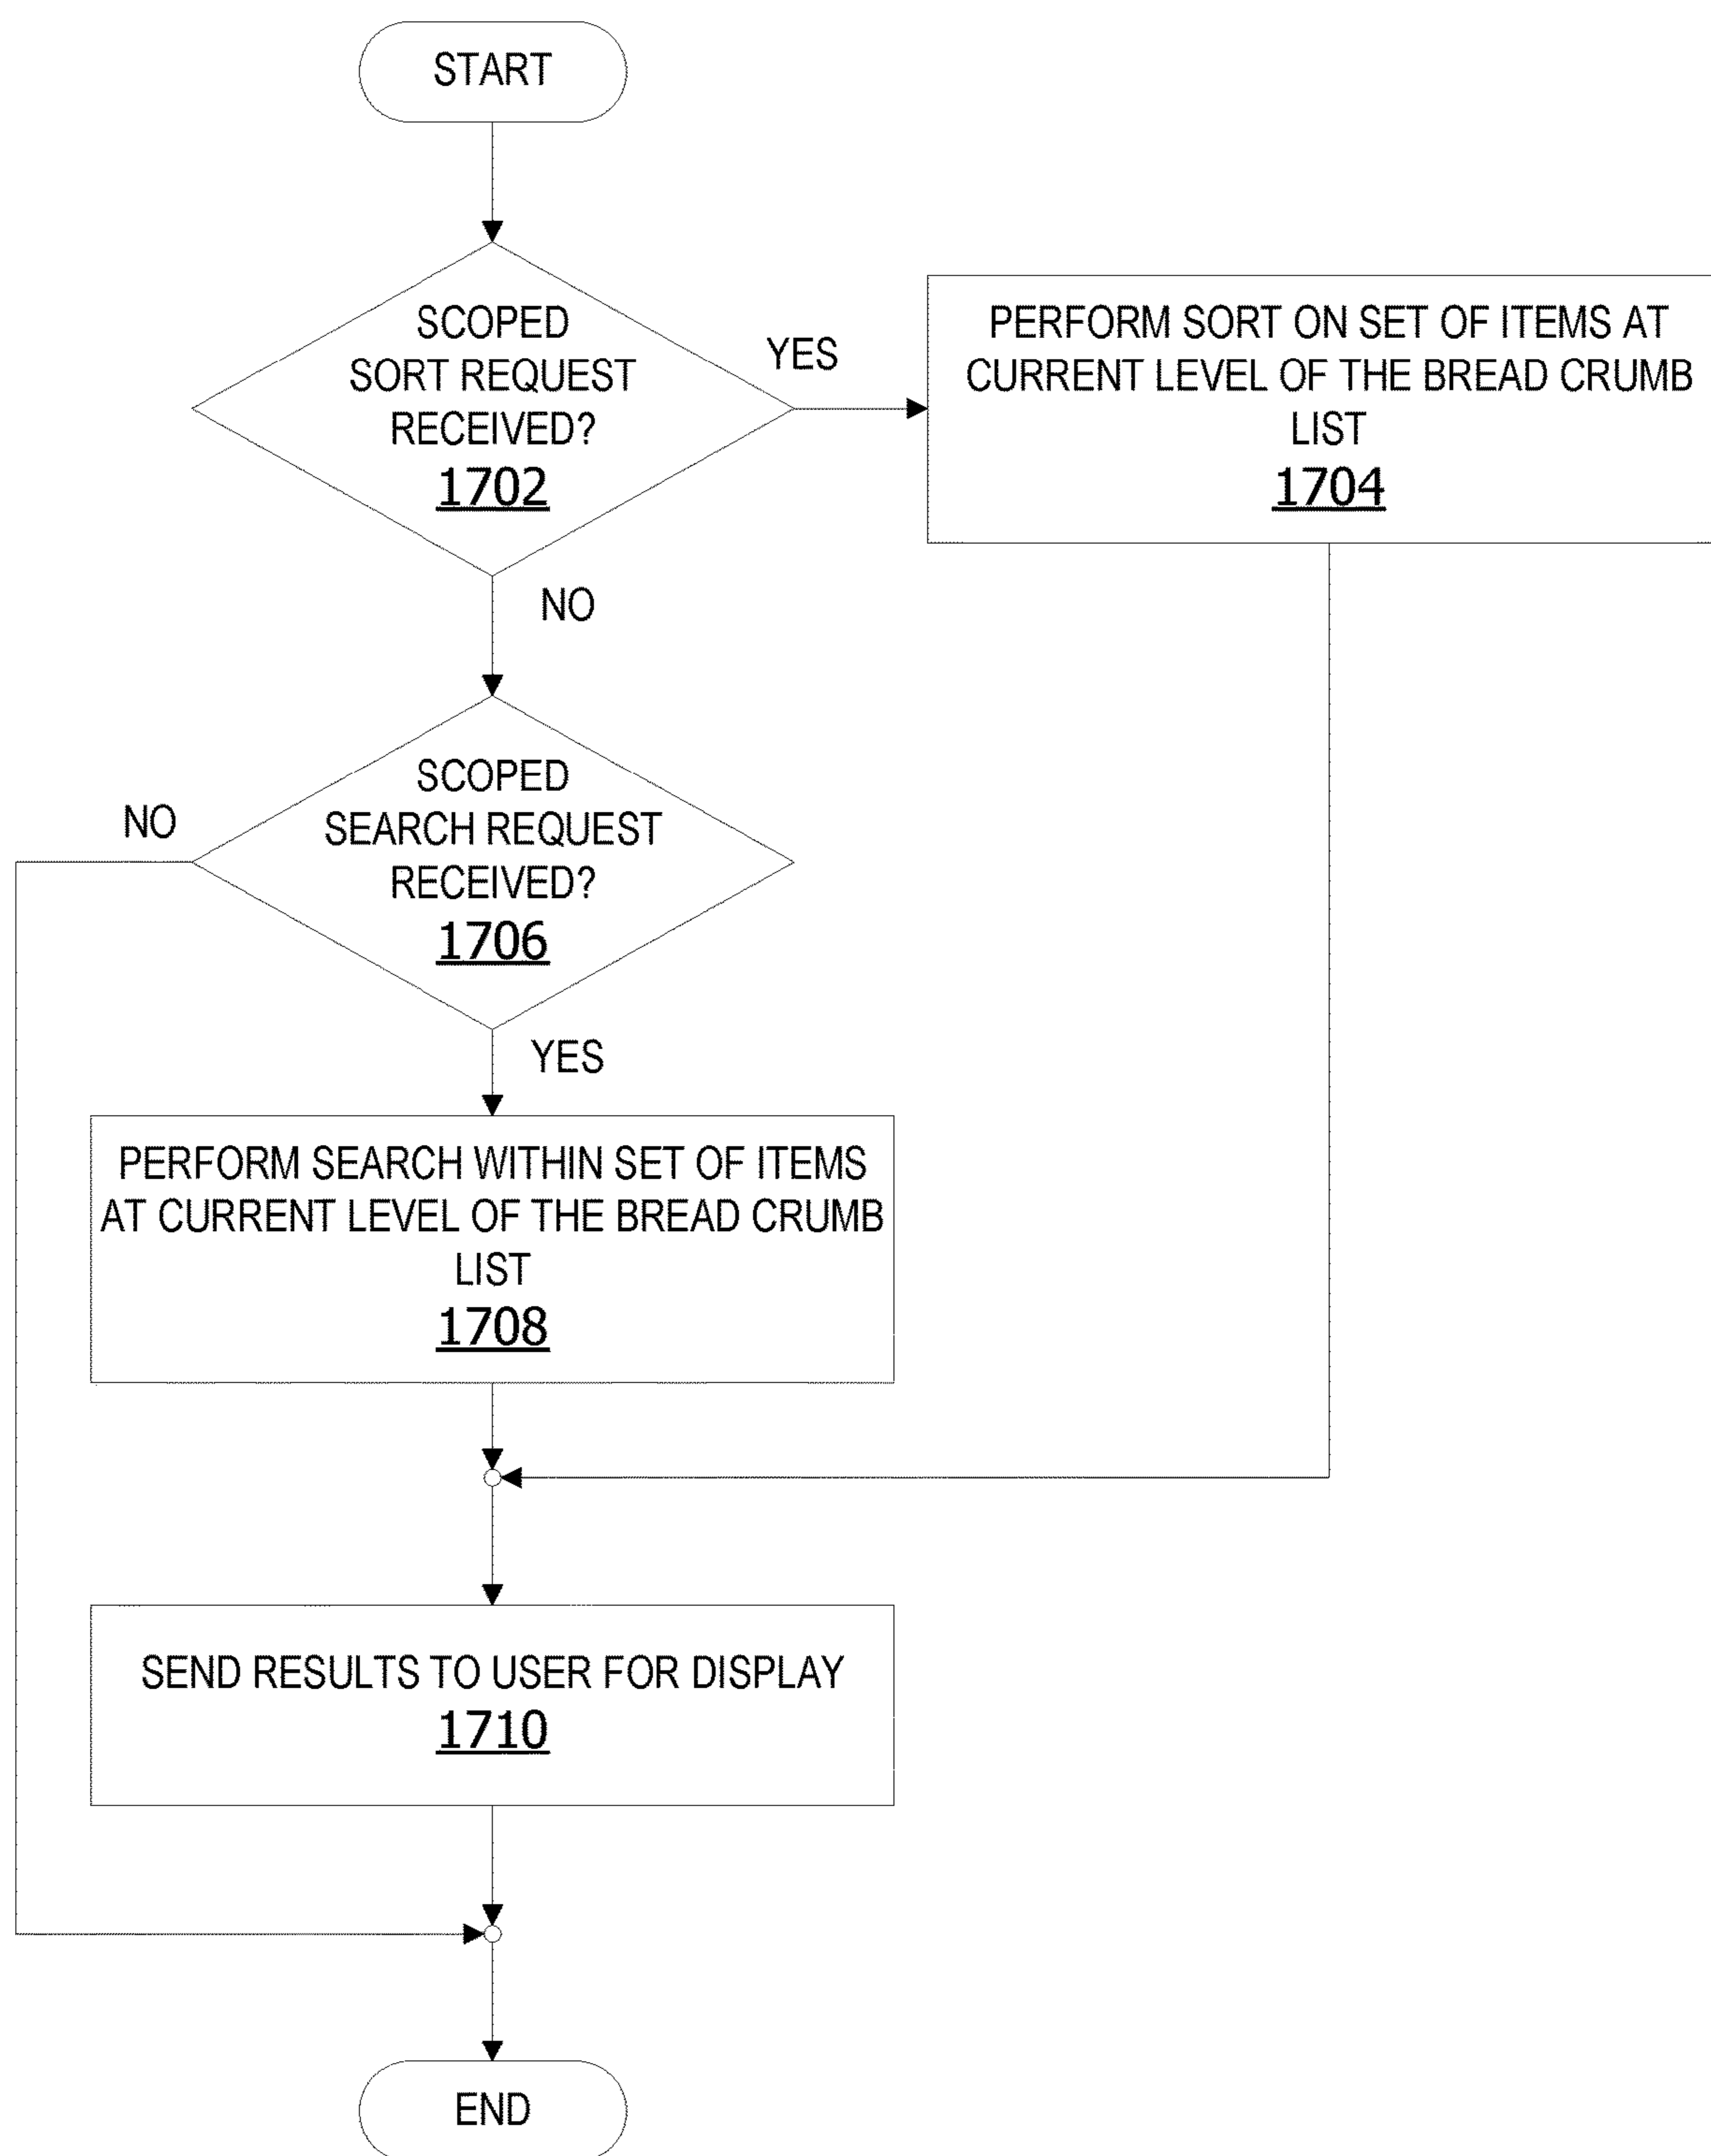 START
SCOPED
SORT REQUEST
RECEIVED?
1702
YES
PERFORM SORT ON SET OF ITEMS AT
CURRENT LEVEL OF THE BREAD CRUMB
LIST
1704
NO
SCOPED
SEARCH REQUEST
RECEIVED?
1706
NO
YES
PERFORM SEARCH WITHIN SET OF ITEMS
AT CURRENT LEVEL OF THE BREAD CRUMB
LIST
1708
SEND RESULTS TO USER FOR DISPLAY
1710
END